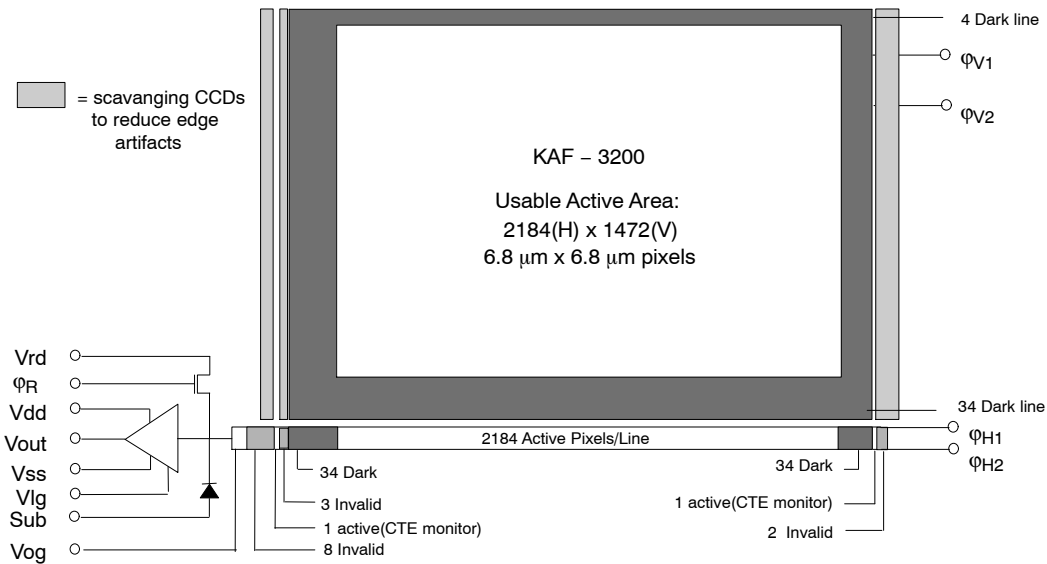 4 Dark line
φV1
φV2
= scavanging CCDs
to reduce edge
artifacts
KAF – 3200
Usable Active Area:
2184(H) x 1472(V)
6.8 μm x 6.8 μm pixels
34 Dark line
Vrd
φR
Vdd
Vout
Vss
Vlg
Sub
Vog
2184 Active Pixels/Line
φH1
φH2
34 Dark
34 Dark
3 Invalid
1 active(CTE monitor)
1 active(CTE monitor)
2 Invalid
8 Invalid